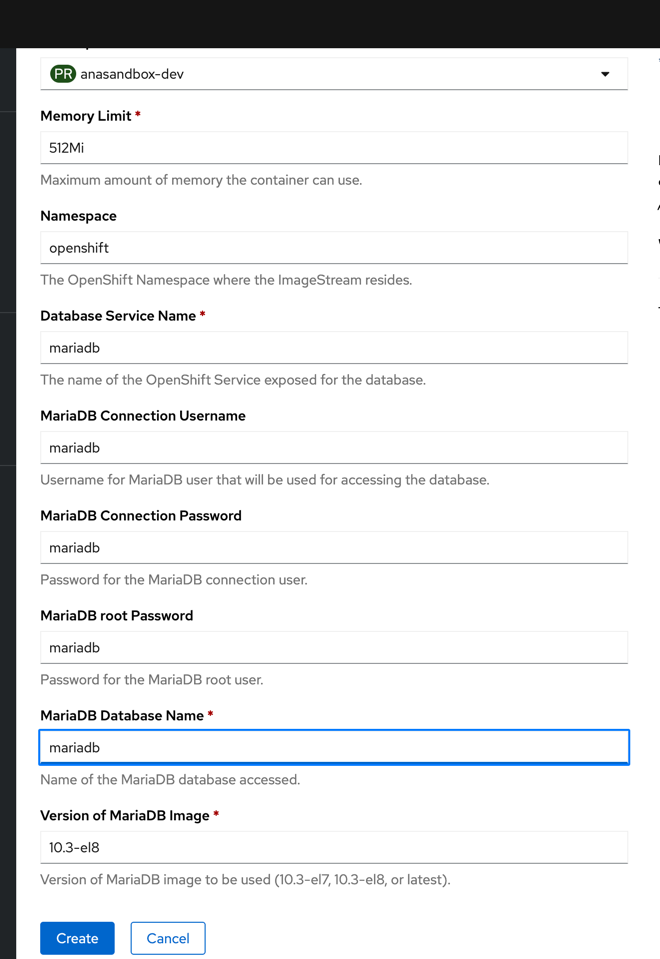 PR anasandbox-dev
Memory Limit *
512Mi
Maximum amount of memory the container can use.
Namespace
openshift
The OpenShift Namespace where the ImageStream resides.
Database Service Name *
mariadb
The name of the OpenShift Service exposed for the database.
MariaDB Connection Username
mariadb
Username for MariaDB user that will be used for accessing the database.
MariaDB Connection Password
mariadb
Password for the MariaDB connection user.
MariaDB root Password
mariadb
Password for the MariaDB root user.
MariaDB Database Name *
mariadb
Name of the MariaDB database accessed.
Version of MariaDB Image *
10.3-el8
Version of MariaDB image to be used (10.3-el7, 10.3-el8, or latest).
Create Cancel